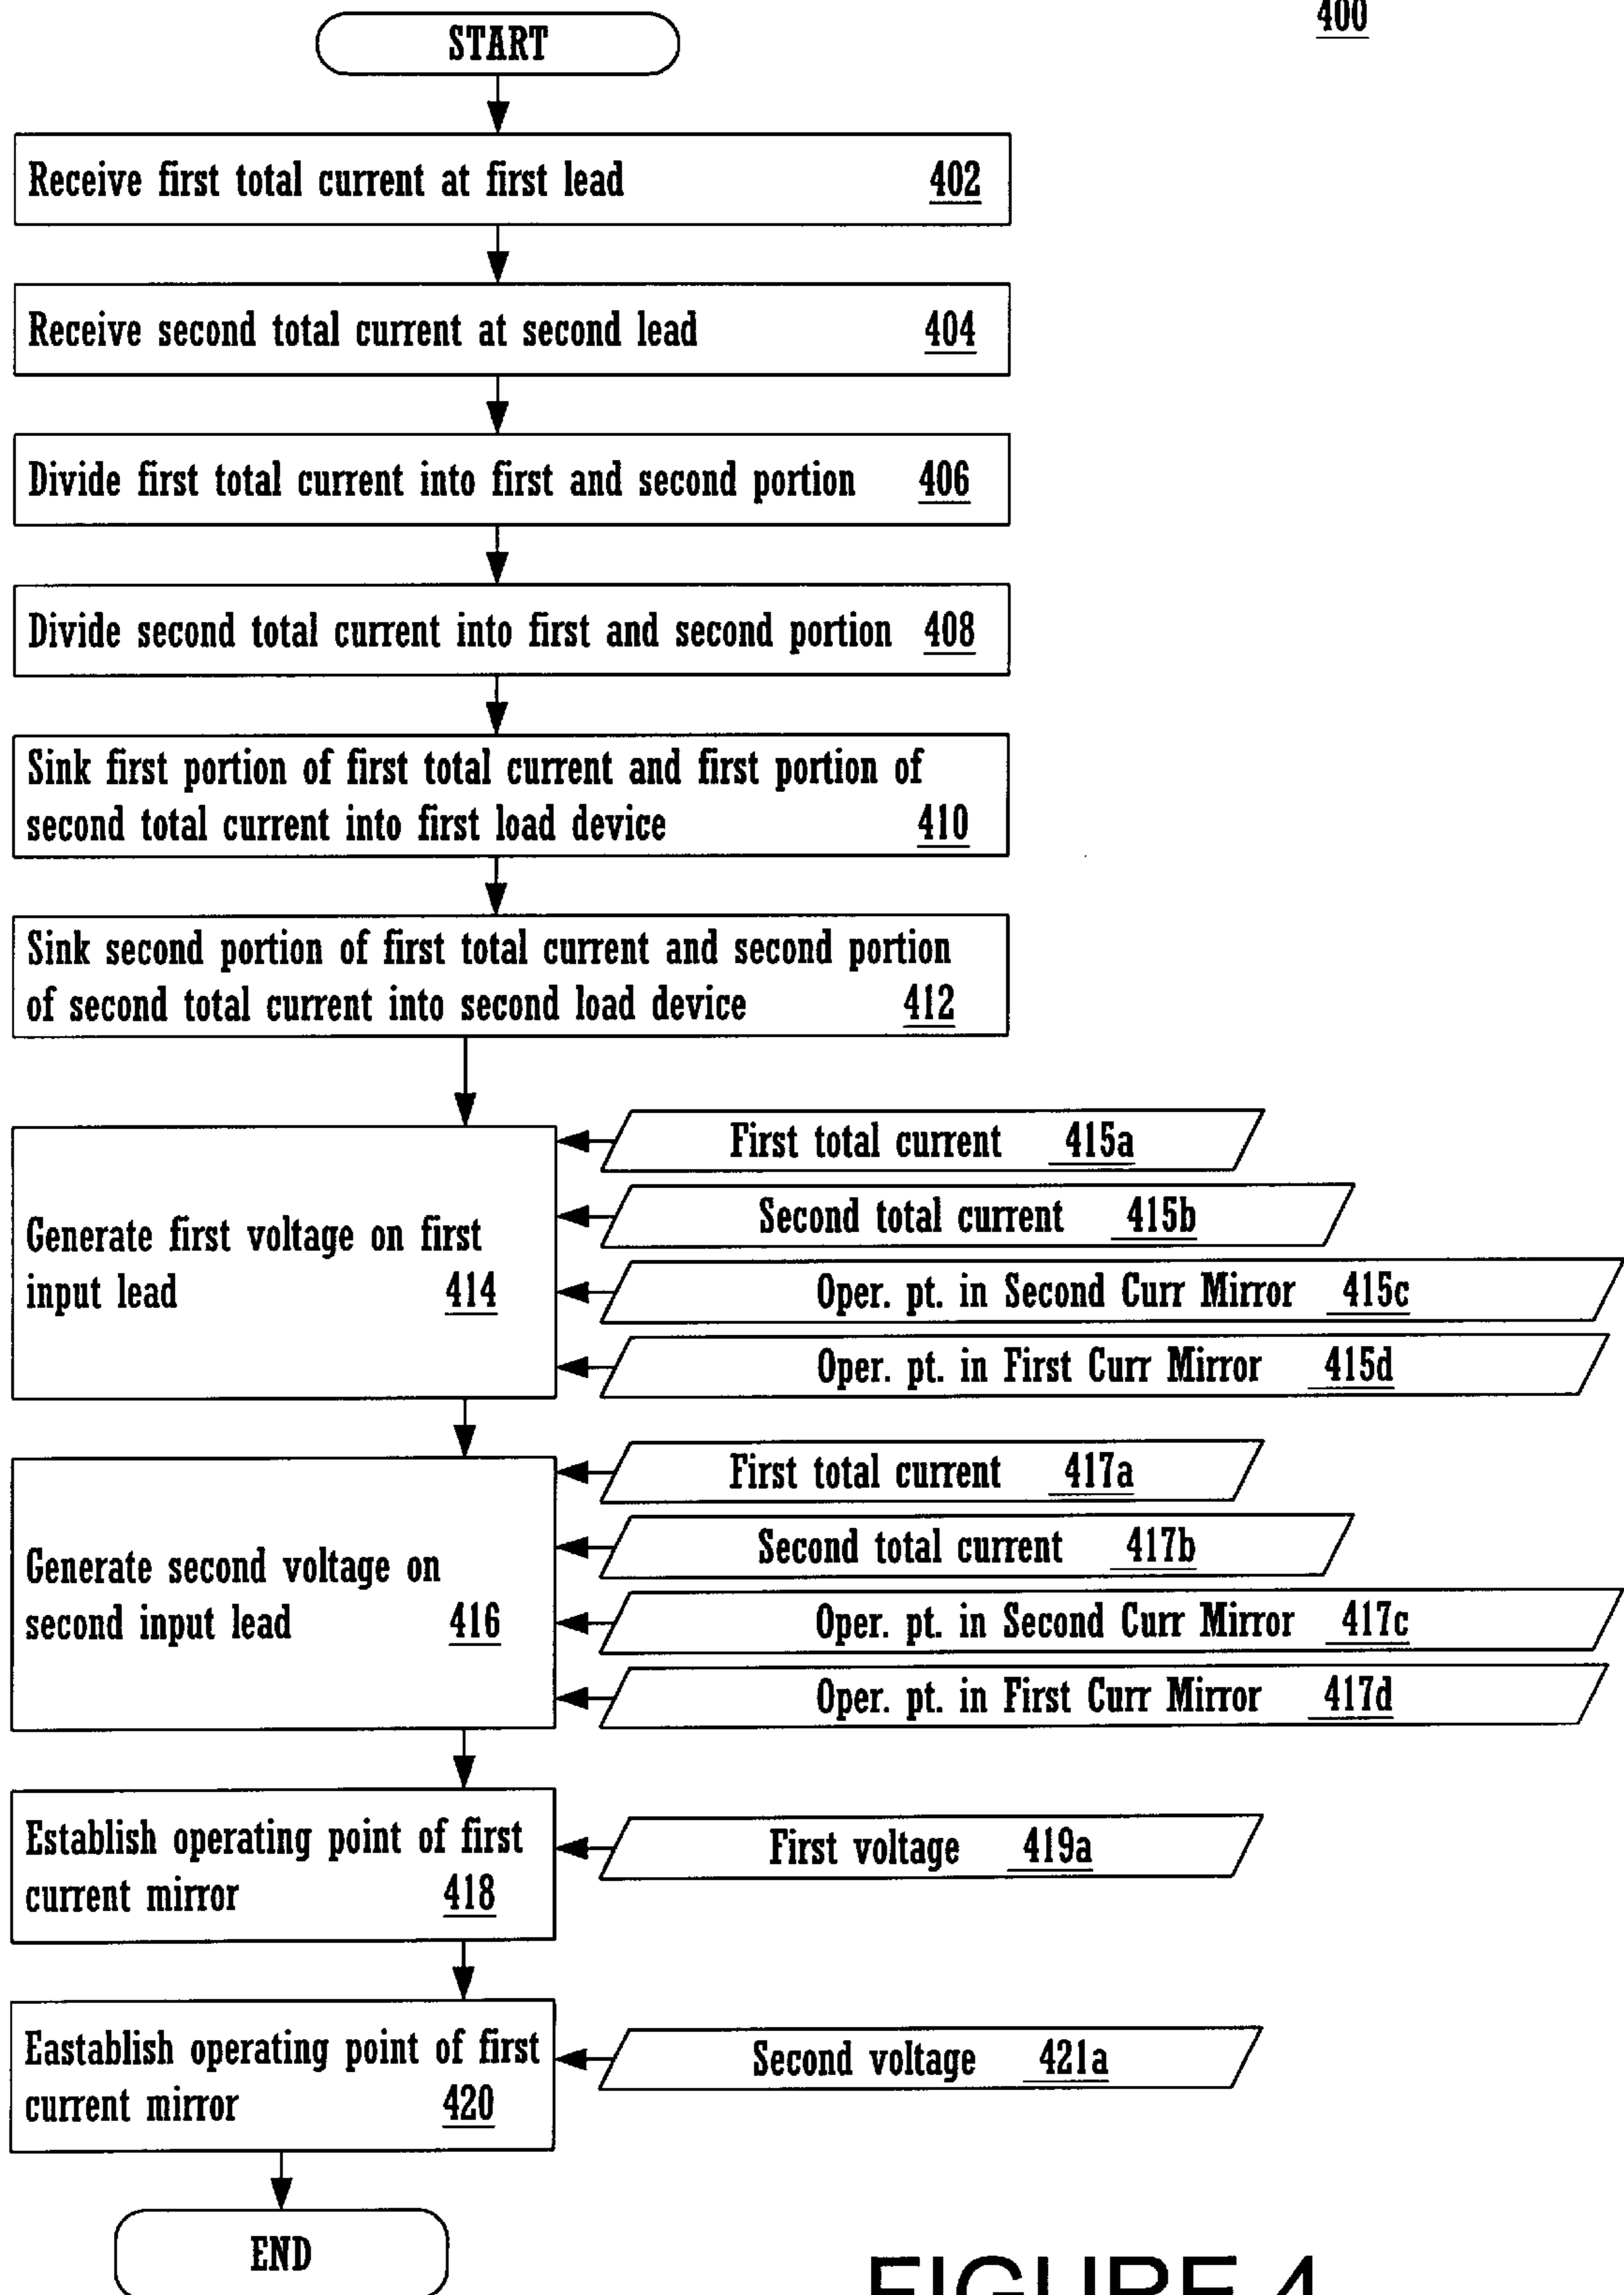 400
START
Receive first total current at first lead 402
Receive second total current at second lead 404
Divide first total current into first and second portion 406
Divide second total current into first and second portion 408
Sink first portion of first total current and first portion of
second total current into first load device 410
Sink second portion of first total current and second portion
of second total current into second load device 412
Generate first voltage on first
input lead 414
First total current 415a
Second total current 415b
Oper. pt. in Second Curr Mirror 415c
Oper. pt. in First Curr Mirror 415d
Generate second voltage on
second input lead 416
First total current 417a
Second total current 417b
Oper. pt. in Second Curr Mirror 417c
Oper. pt. in First Curr Mirror 417d
Establish operating point of first
current mirror 418
First voltage 419a
Eastablish operating point of first
current mirror 420
Second voltage 421a
END
FIGURE 4